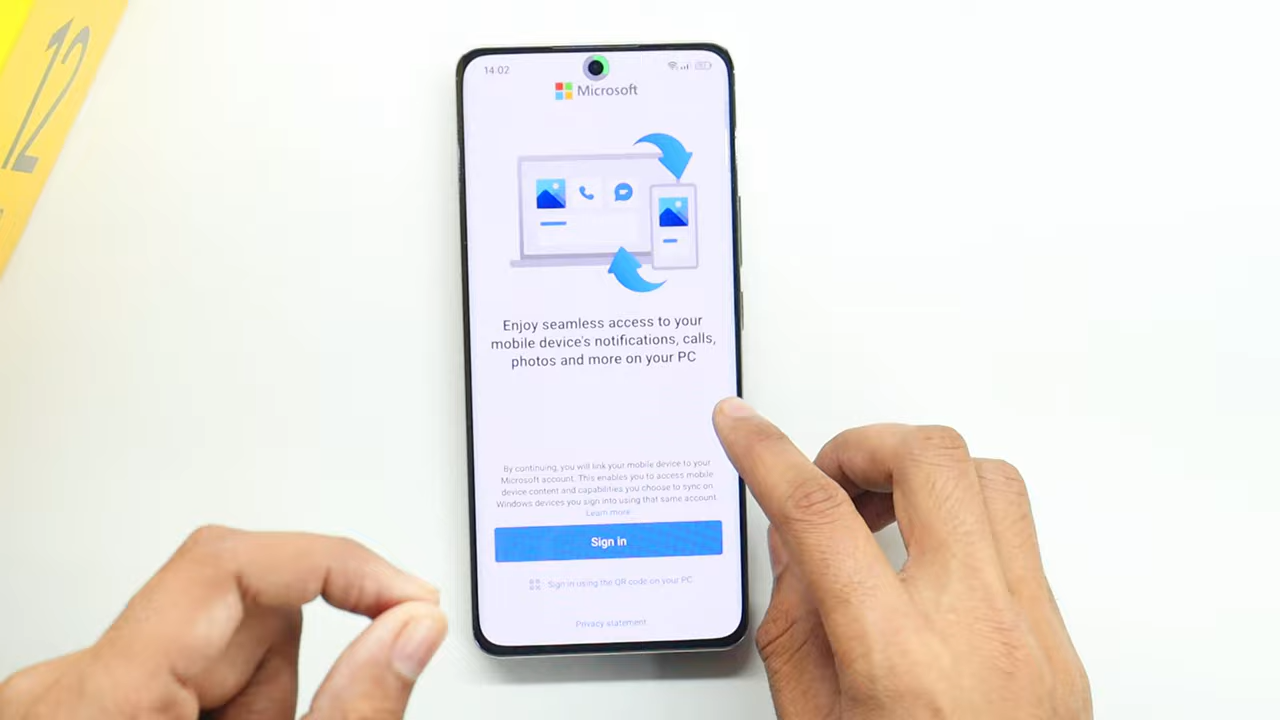 12
14:02
Microsoft
Enjoy seamless access to your
mobile device's notifications, calls,
photos and more on your PC
By continuing, you will link your mobile device to your
Microsoft account. This enables you to access mobile
device content and capabilities you choose to sync on
Windows devices you sign into using that same account.
Learn more
Sign in
Sign in using the QR code on your PC
Privacy statement